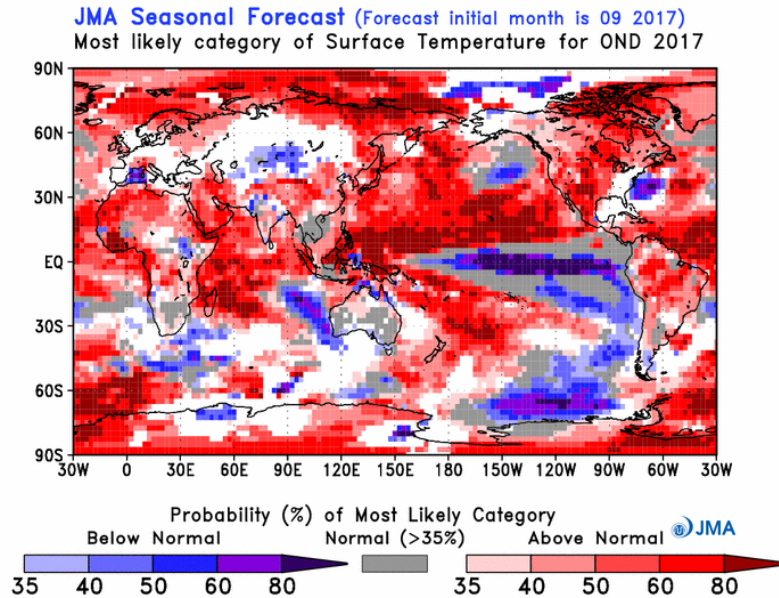 JMA Seasonal Forecast (Forecast initial month is 09 2017)
Most likely category of Surface Temperature for OND 2017
90N
60N
30N
EQ
30S
60S
90S
30W 0 30E 60E 90E 120E 150E 180 150W 120W 90W 60W 30W
Probability (%) of Most Likely Category
Below Normal Normal (>35%) Above Normal JMA
35 40 50 60 80 35 40 50 60 80